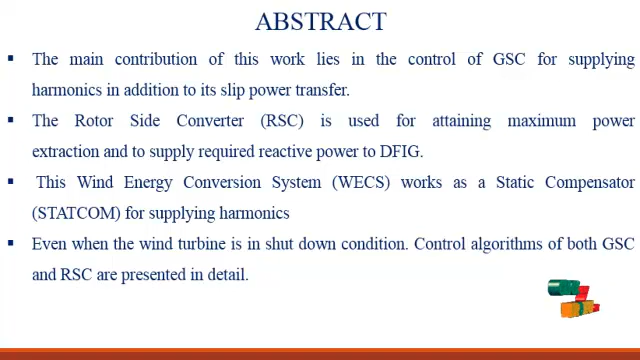 ABSTRACT
▪ The main contribution of this work lies in the control of GSC for supplying
harmonics in addition to its slip power transfer.
▪ The Rotor Side Converter (RSC) is used for attaining maximum power
extraction and to supply required reactive power to DFIG.
▪ This Wind Energy Conversion System (WECS) works as a Static Compensator
(STATCOM) for supplying harmonics
▪ Even when the wind turbine is in shut down condition. Control algorithms of both GSC
and RSC are presented in detail.